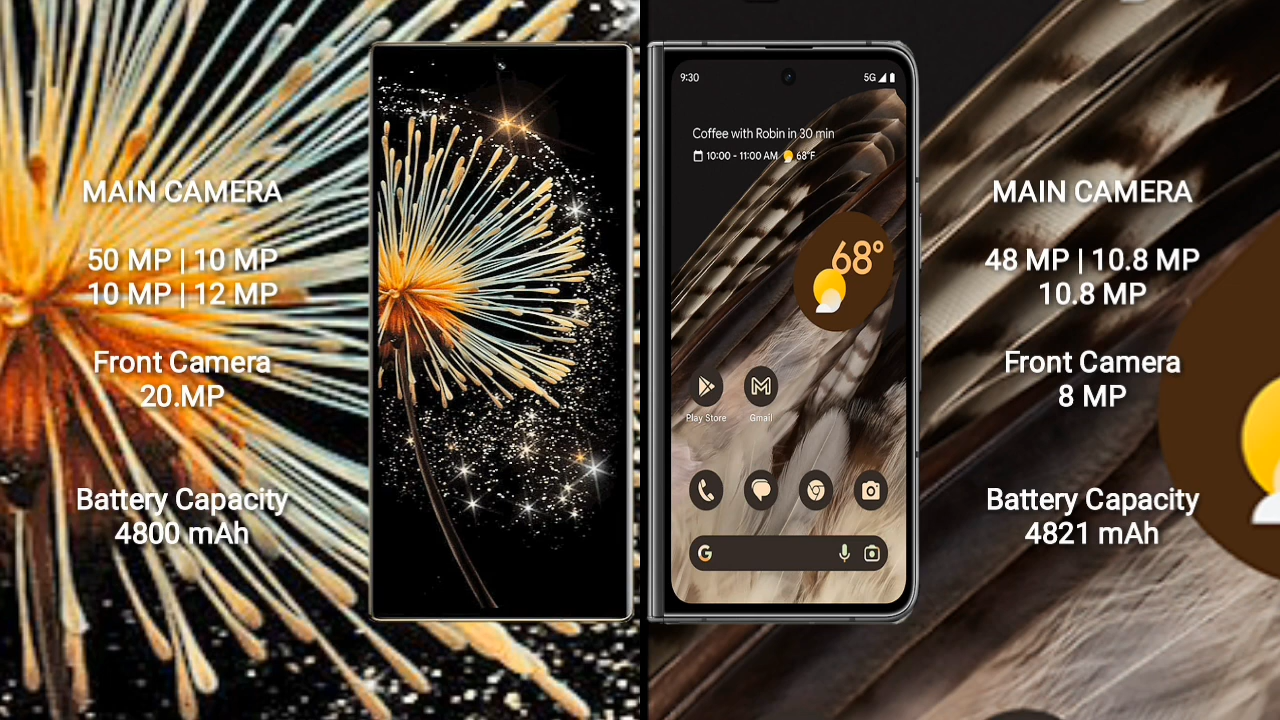 MAIN CAMERA
50 MP | 10 MP
10 MP | 12 MP
Front Camera
20.MP
Battery Capacity
4800 mAh
9:30
5G
Coffee with Robin in 30 min
10:00 - 11:00 AM 68°F
68°
Play Store
Gmail
MAIN CAMERA
48 MP | 10.8 MP
10.8 MP
Front Camera
8 MP
Battery Capacity
4821 mAh